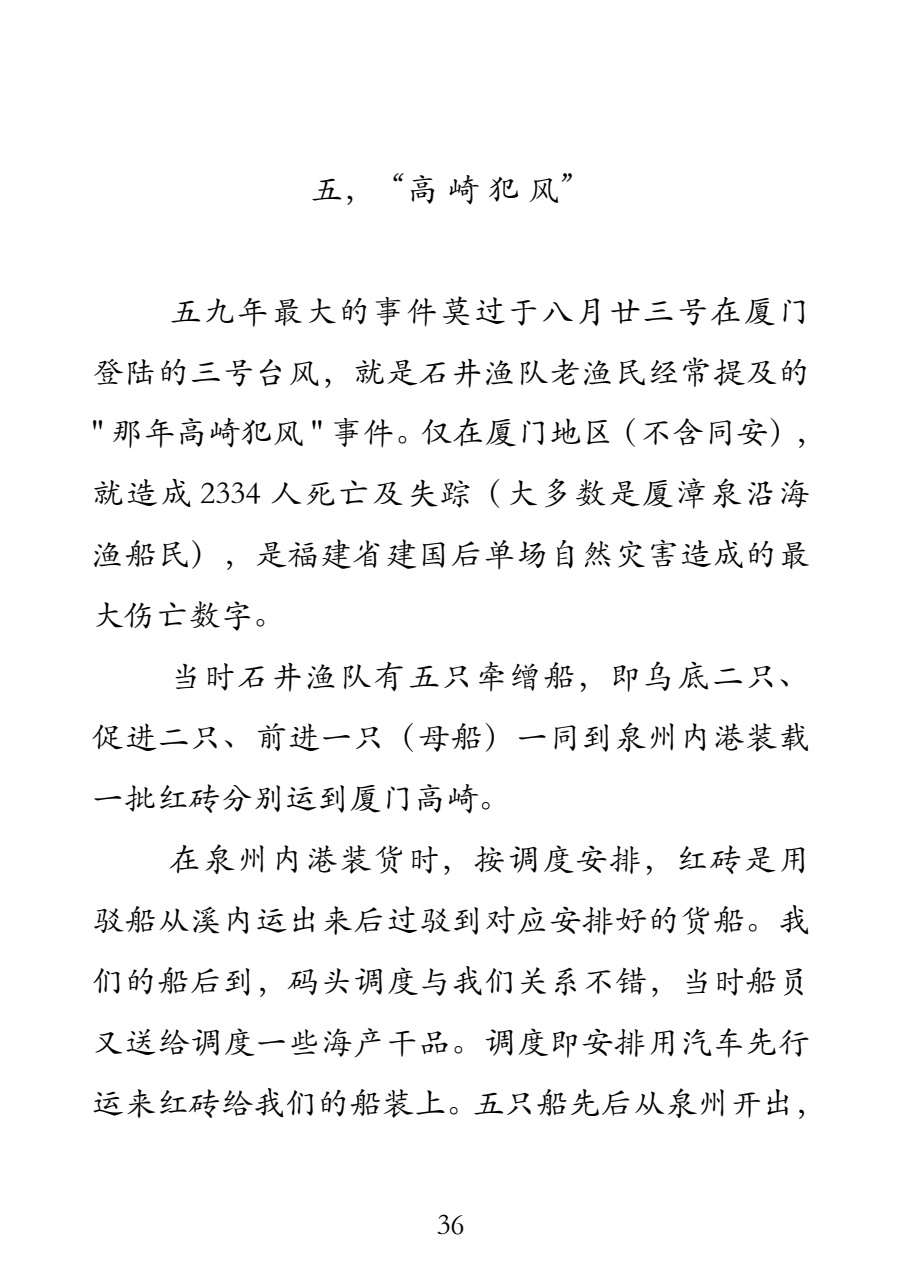 五，“高 崎 犯 风”
五九年最大的事件莫过于八月廿三号在厦门
登陆的三号台风，就是石井渔队老渔民经常提及的
"那年高崎犯风"事件。仅在厦门地区（不含同安），
就造成 2334 人死亡及失踪（大多数是厦漳泉沿海
渔船民），是福建省建国后单场自然灾害造成的最
大伤亡数字。
当时石井渔队有五只牵缯船，即乌底二只、
促进二只、前进一只（母船）一同到泉州内港装载
一批红砖分别运到厦门高崎。
在泉州内港装货时，按调度安排，红砖是用
驳船从溪内运出来后过驳到对应安排好的货船。我
们的船后到，码头调度与我们关系不错，当时船员
又送给调度一些海产干品。调度即安排用汽车先行
运来红砖给我们的船装上。五只船先后从泉州开出，
36